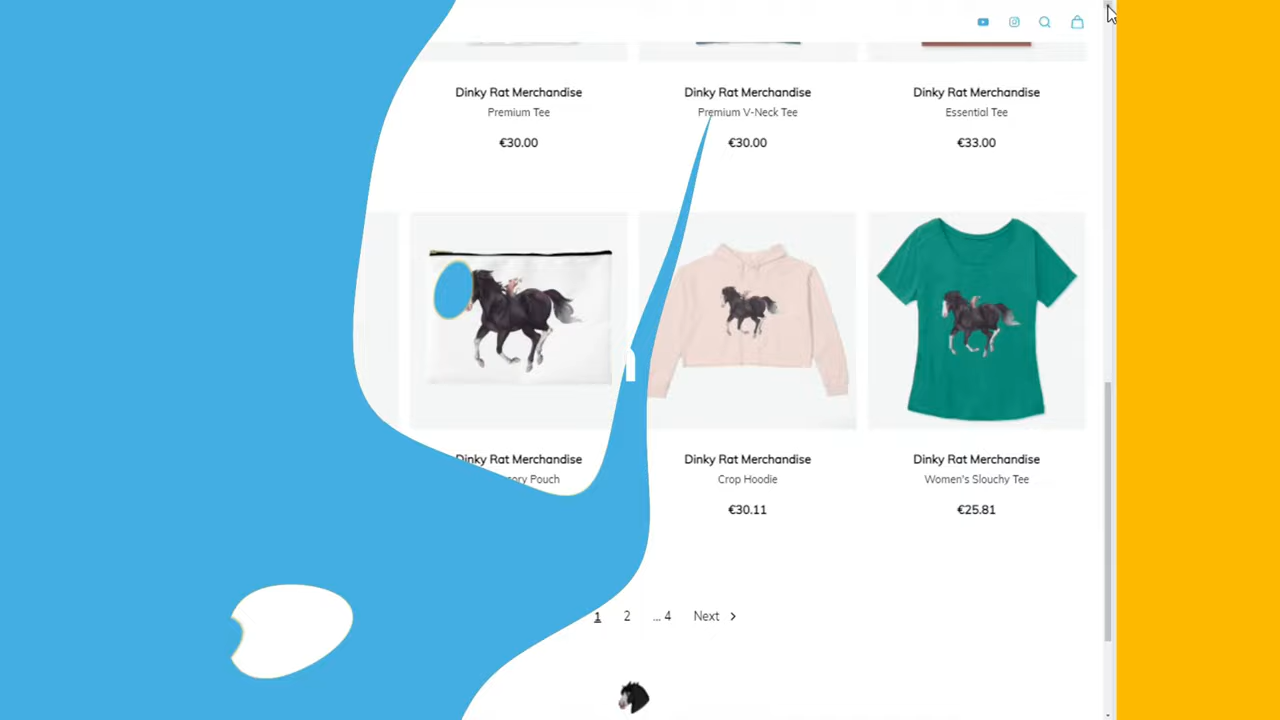 Dinky Rat Merchandise
Premium Tee
€30.00
Dinky Rat Merchandise
Premium V-Neck Tee
€30.00
Dinky Rat Merchandise
Essential Tee
€33.00
Dinky Rat Merchandise
ory Pouch
Dinky Rat Merchandise
Crop Hoodie
€30.11
Dinky Rat Merchandise
Women's Slouchy Tee
€25.81
1 2 ... 4 Next